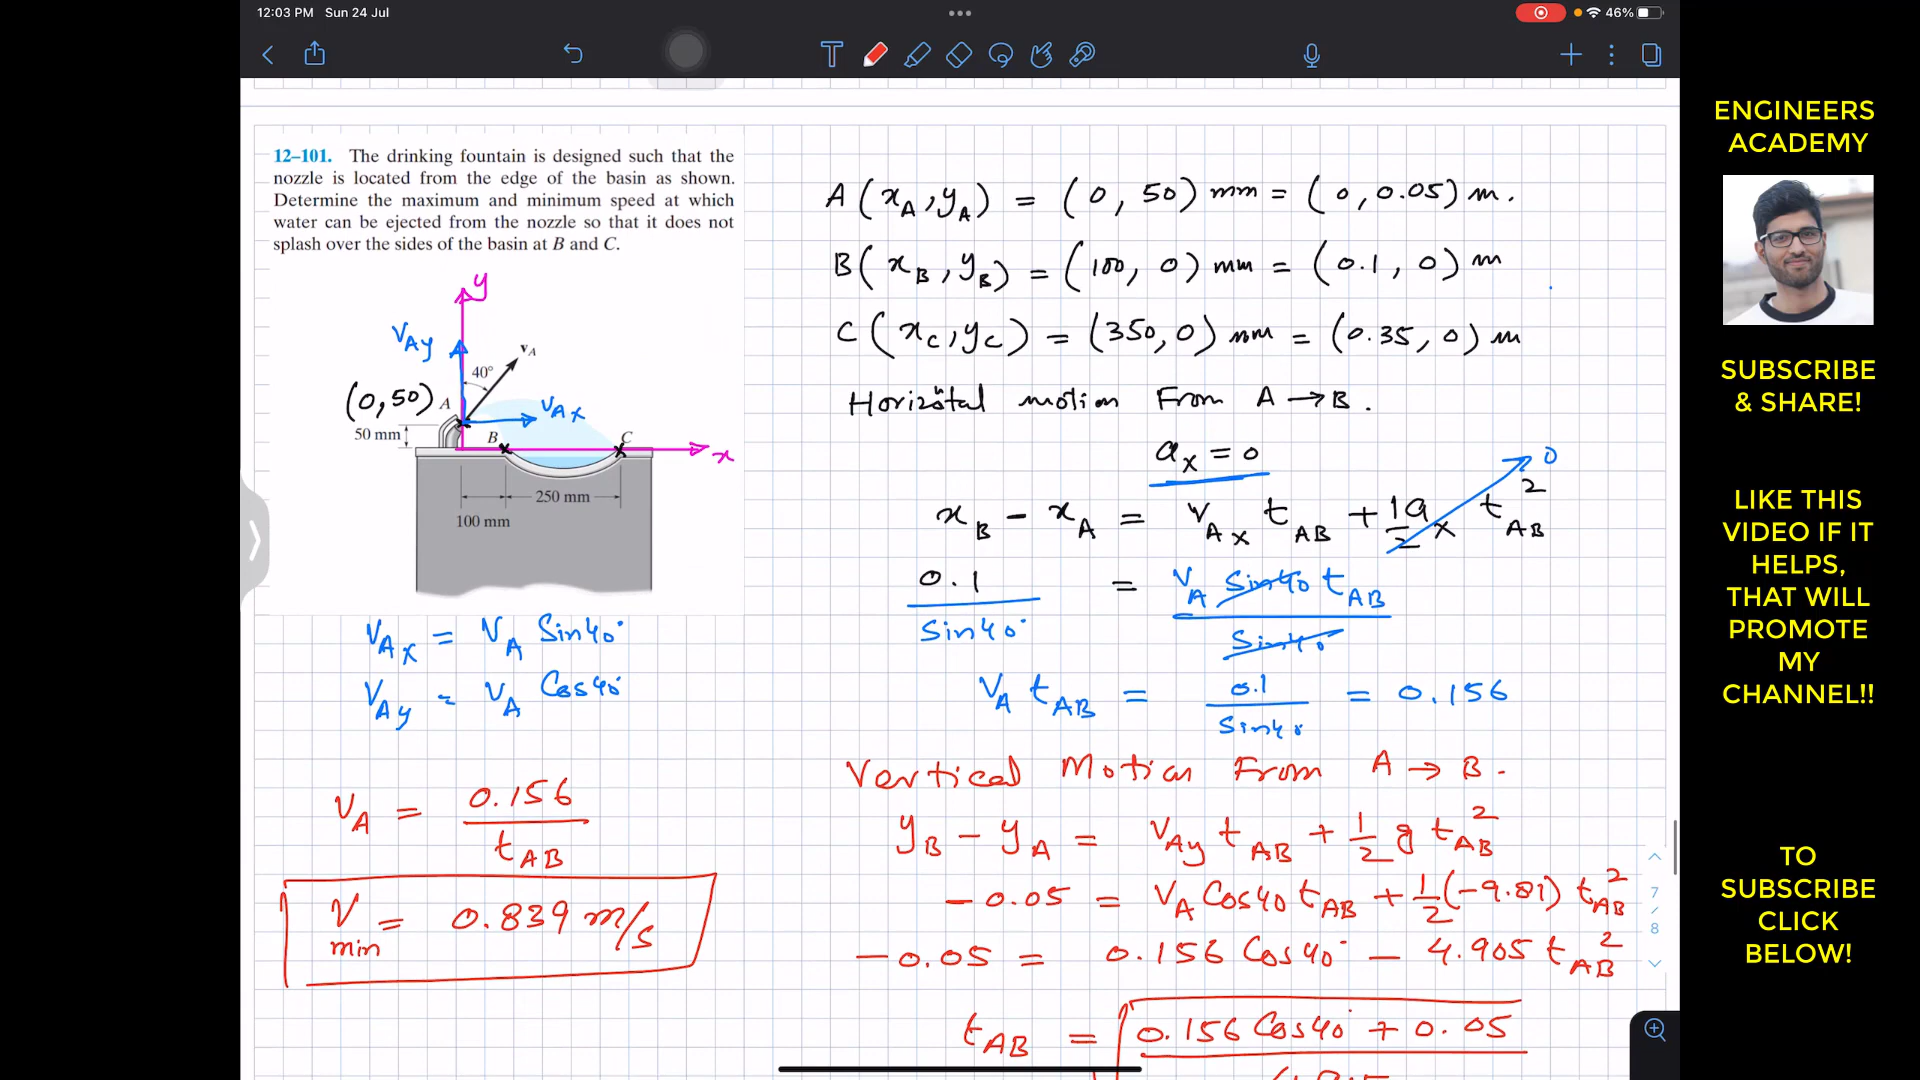 12:03 PM Sun 24 Jul
46%
12–101. The drinking fountain is designed such that the
nozzle is located from the edge of the basin as shown.
Determine the maximum and minimum speed at which
water can be ejected from the nozzle so that it does not
splash over the sides of the basin at B and C.
y
VAy
vA
40°
(0,50) A
VAx
50 mm
B
C
x
250 mm
100 mm
VAx = VA Sin40°
VAy = VA Cos40°
VA = 0.156 / tAB
Vmin = 0.839 m/s
A (xA, yA) = (0, 50) mm = (0, 0.05) m.
B (xB, yB) = (100, 0) mm = (0.1, 0) m
C (xC, yC) = (350, 0) mm = (0.35, 0) m
Horizontal motion From A → B.
ax = 0
xB - xA = VAx tAB + 1/2 ax tAB² 0
0.1 / Sin40° = VA Sin40 tAB / Sin40°
VA tAB = 0.1 / Sin40 = 0.156
Vertical Motion From A → B.
yB - yA = VAy tAB + 1/2 g tAB²
-0.05 = VA Cos40 tAB + 1/2 (-9.81) tAB²
-0.05 = 0.156 Cos40° - 4.905 tAB²
tAB = √ 0.156 Cos40° + 0.05
7
8
ENGINEERS
ACADEMY
SUBSCRIBE
& SHARE!
LIKE THIS
VIDEO IF IT
HELPS,
THAT WILL
PROMOTE
MY
CHANNEL!!
TO
SUBSCRIBE
CLICK
BELOW!